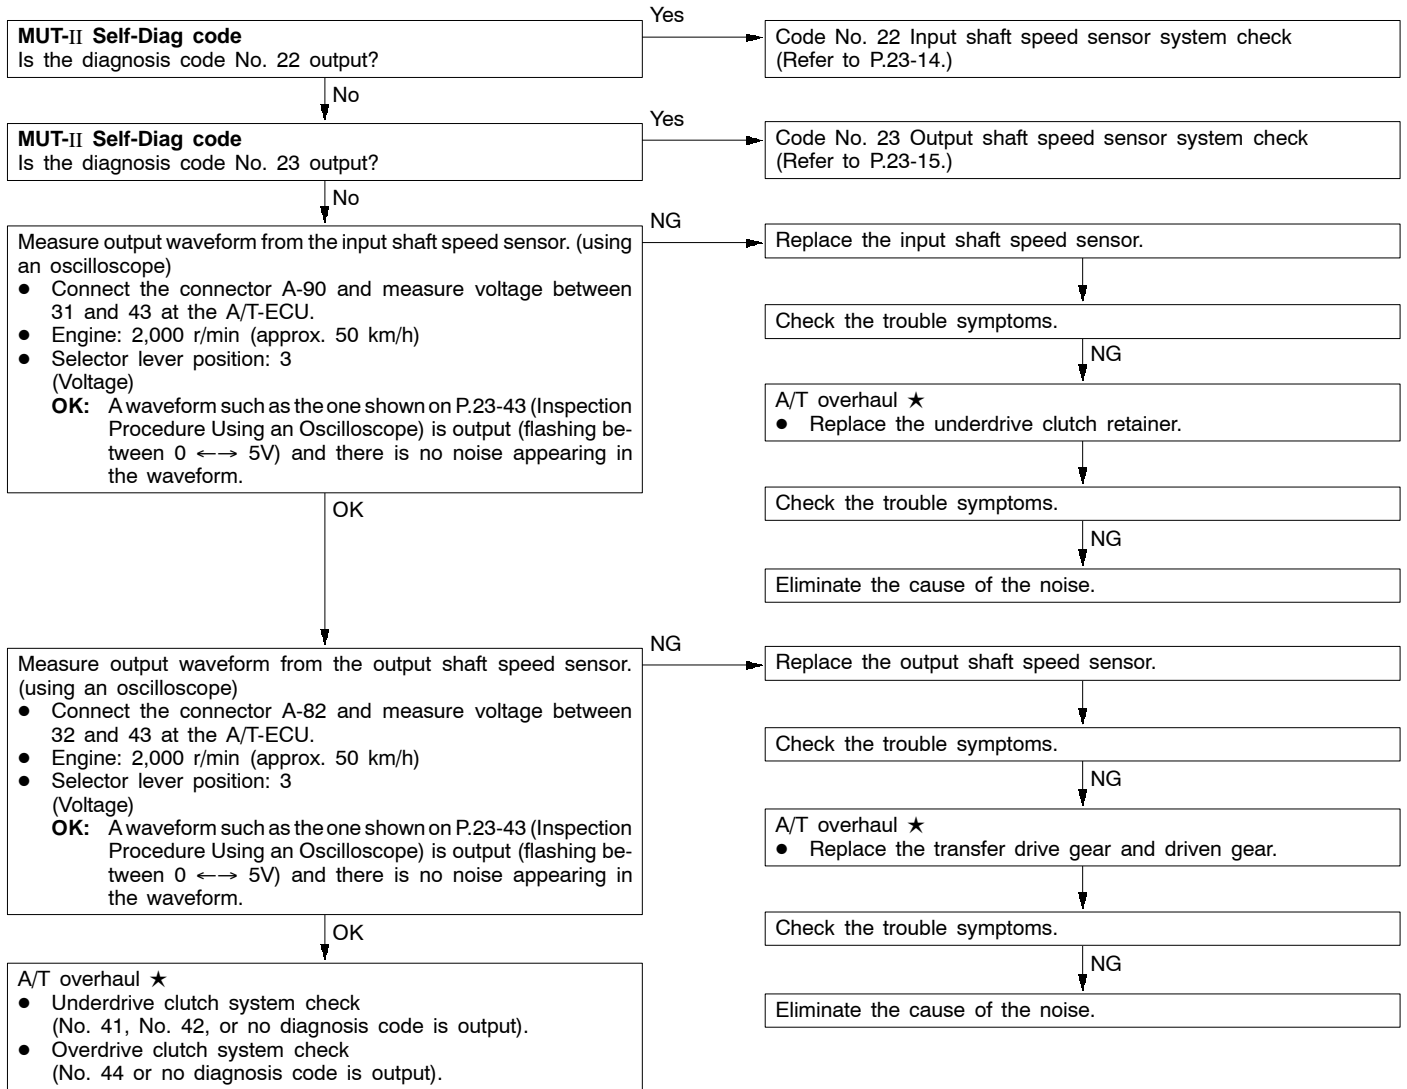 MUT-II Self-Diag code
Is the diagnosis code No. 22 output?
Yes
Code No. 22 Input shaft speed sensor system check
(Refer to P.23-14.)
No
MUT-II Self-Diag code
Is the diagnosis code No. 23 output?
Yes
Code No. 23 Output shaft speed sensor system check
(Refer to P.23-15.)
No
Measure output waveform from the input shaft speed sensor. (using
an oscilloscope)
● Connect the connector A-90 and measure voltage between
31 and 43 at the A/T-ECU.
● Engine: 2,000 r/min (approx. 50 km/h)
● Selector lever position: 3
(Voltage)
OK: A waveform such as the one shown on P.23-43 (Inspection
Procedure Using an Oscilloscope) is output (flashing be-
tween 0 ←→ 5V) and there is no noise appearing in
the waveform.
NG
Replace the input shaft speed sensor.
Check the trouble symptoms.
NG
A/T overhaul ★
● Replace the underdrive clutch retainer.
Check the trouble symptoms.
NG
Eliminate the cause of the noise.
OK
Measure output waveform from the output shaft speed sensor.
(using an oscilloscope)
● Connect the connector A-82 and measure voltage between
32 and 43 at the A/T-ECU.
● Engine: 2,000 r/min (approx. 50 km/h)
● Selector lever position: 3
(Voltage)
OK: A waveform such as the one shown on P.23-43 (Inspection
Procedure Using an Oscilloscope) is output (flashing be-
tween 0 ←→ 5V) and there is no noise appearing in
the waveform.
NG
Replace the output shaft speed sensor.
Check the trouble symptoms.
NG
A/T overhaul ★
● Replace the transfer drive gear and driven gear.
Check the trouble symptoms.
NG
Eliminate the cause of the noise.
OK
A/T overhaul ★
● Underdrive clutch system check
(No. 41, No. 42, or no diagnosis code is output).
● Overdrive clutch system check
(No. 44 or no diagnosis code is output).